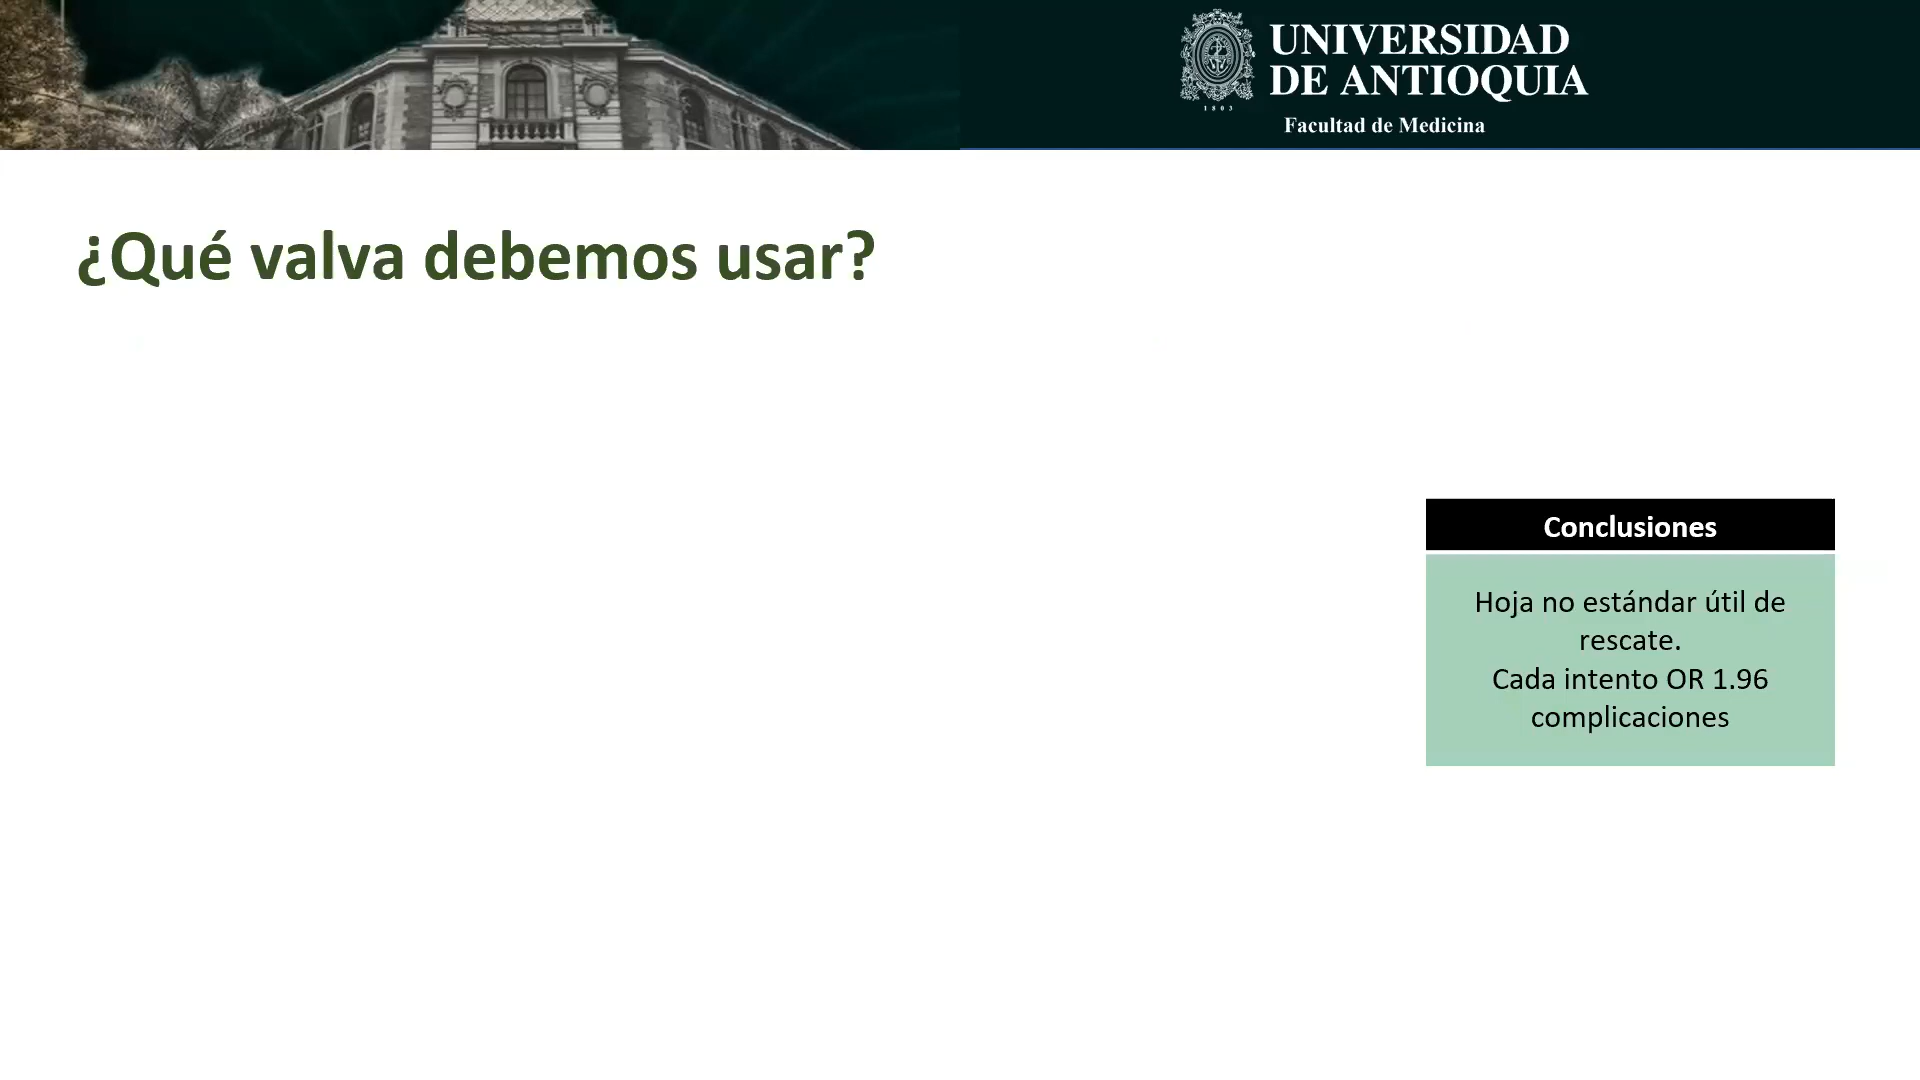 UNIVERSIDAD
DE ANTIOQUIA
1803
Facultad de Medicina
¿Qué valva debemos usar?
Conclusiones
Hoja no estándar útil de
rescate.
Cada intento OR 1.96
complicaciones